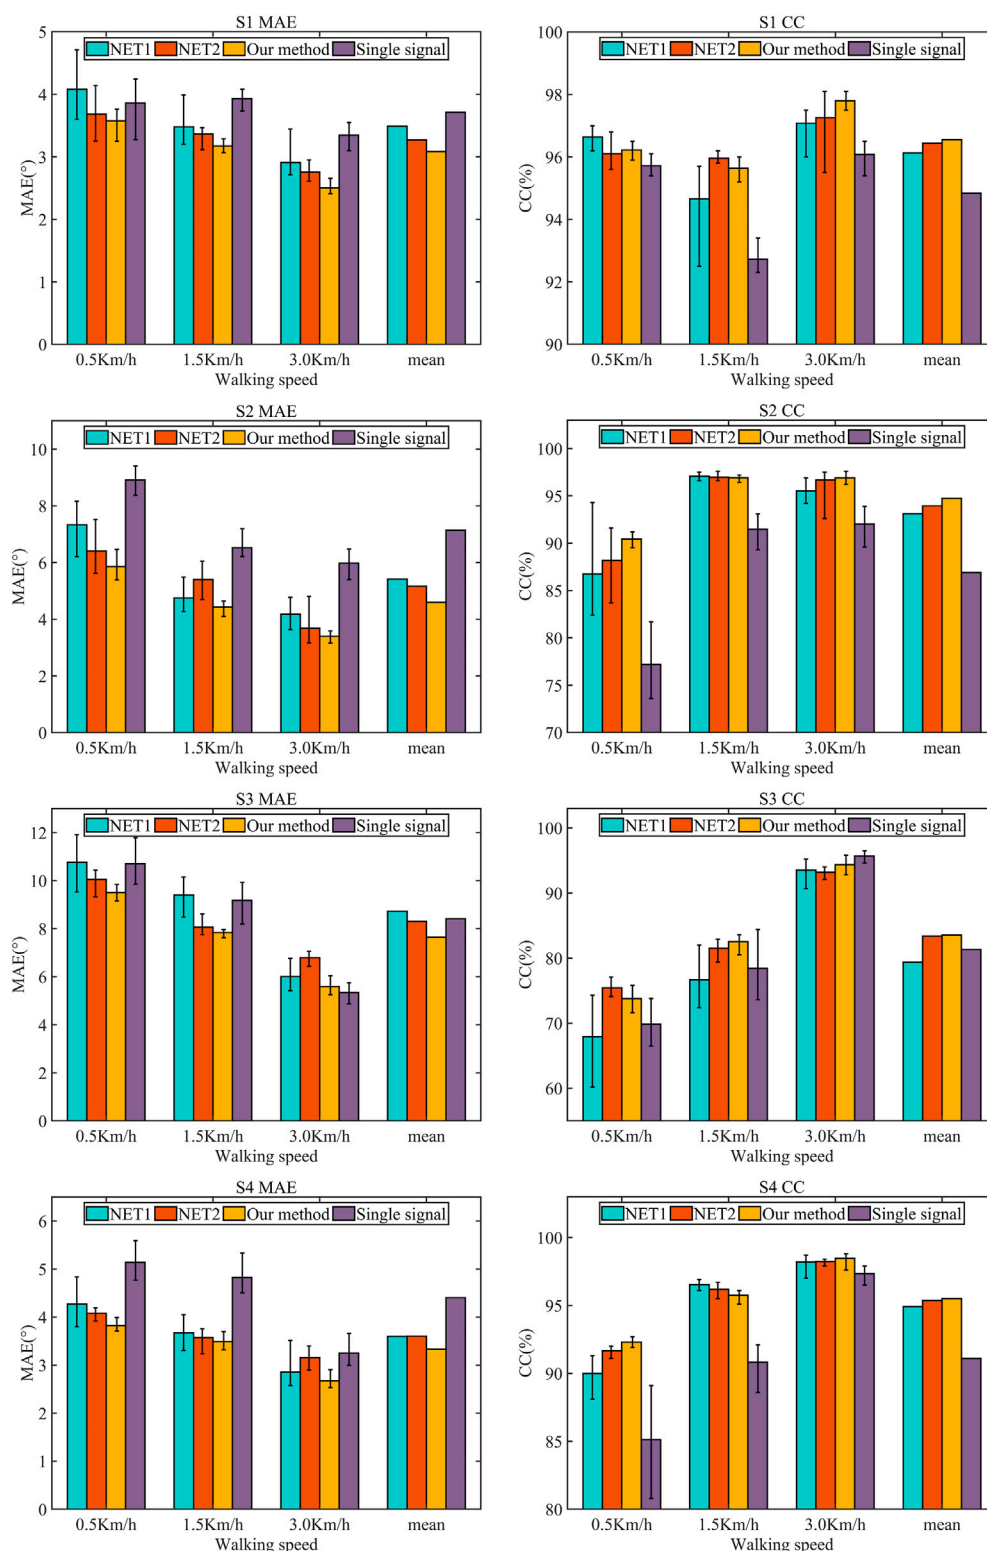 S1 MAE
NET1 NET2 Our method Single signal
MAE(°)
5
4
3
2
1
0
0.5Km/h 1.5Km/h 3.0Km/h mean
Walking speed
S1 CC
NET1 NET2 Our method Single signal
CC(%)
100
98
96
94
92
90
0.5Km/h 1.5Km/h 3.0Km/h mean
Walking speed
S2 MAE
NET1 NET2 Our method Single signal
MAE(°)
10
8
6
4
2
0
0.5Km/h 1.5Km/h 3.0Km/h mean
Walking speed
S2 CC
NET1 NET2 Our method Single signal
CC(%)
100
95
90
85
80
75
70
0.5Km/h 1.5Km/h 3.0Km/h mean
Walking speed
S3 MAE
NET1 NET2 Our method Single signal
MAE(°)
12
10
8
6
4
2
0
0.5Km/h 1.5Km/h 3.0Km/h mean
Walking speed
S3 CC
NET1 NET2 Our method Single signal
CC(%)
100
90
80
70
60
0.5Km/h 1.5Km/h 3.0Km/h mean
Walking speed
S4 MAE
NET1 NET2 Our method Single signal
MAE(°)
6
5
4
3
2
1
0
0.5Km/h 1.5Km/h 3.0Km/h mean
Walking speed
S4 CC
NET1 NET2 Our method Single signal
CC(%)
100
95
90
85
80
0.5Km/h 1.5Km/h 3.0Km/h mean
Walking speed